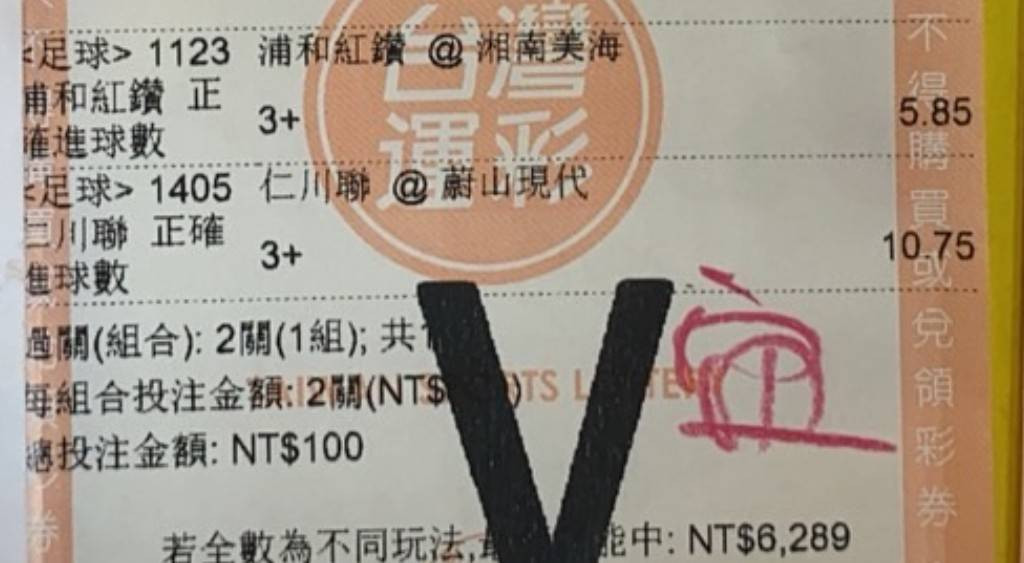 <足球> 1123 浦和紅鑽 @ 湘南美海
浦和紅鑽 正
確進球數
3+
5.85
<足球> 1405 仁川聯 @ 蔚山現代
仁川聯 正確
進球數
3+
10.75
過關(組合): 2關(1組); 共1
每組合投注金額: 2關(NT$
總投注金額: NT$100
若全數為不同玩法,最 能中: NT$6,289
台灣
運彩
不得購買或兌領彩券